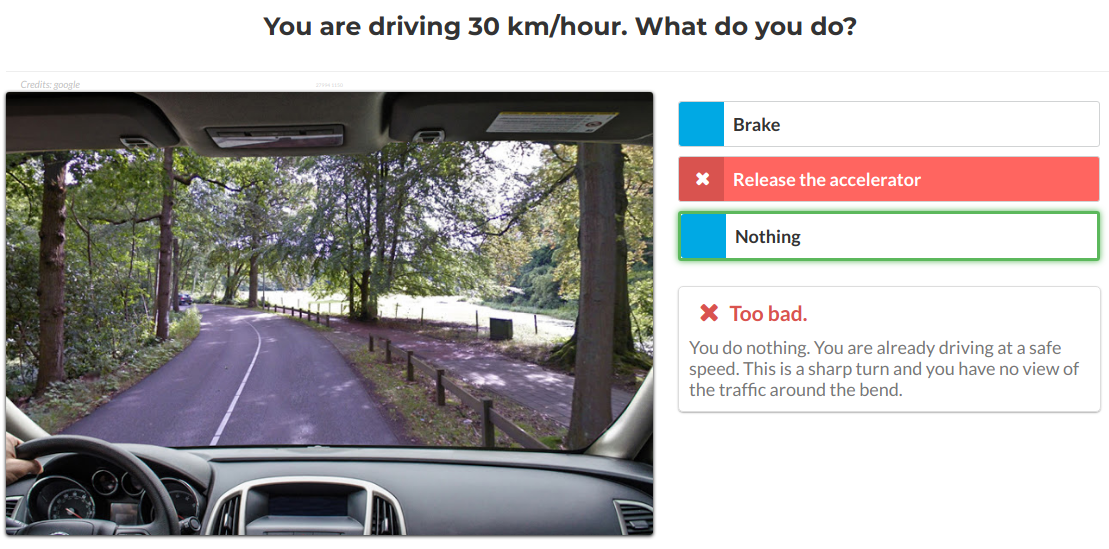 You are driving 30 km/hour. What do you do?
Credits: google
Brake
Release the accelerator
Nothing
Too bad.
You do nothing. You are already driving at a safe
speed. This is a sharp turn and you have no view of
the traffic around the bend.